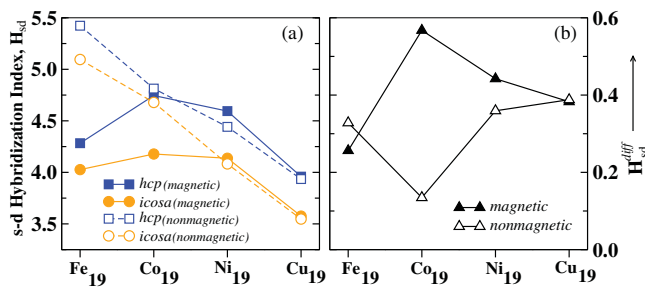 s-d Hybridization Index, H_sd
5.5
5.0
4.5
4.0
3.5
(a)
hcp(magnetic)
icosa(magnetic)
hcp(nonmagnetic)
icosa(nonmagnetic)
Fe19 Co19 Ni19 Cu19
(b)
magnetic
nonmagnetic
Fe19 Co19 Ni19 Cu19
0.6
0.4
0.2
0.0
H_sd^diff →